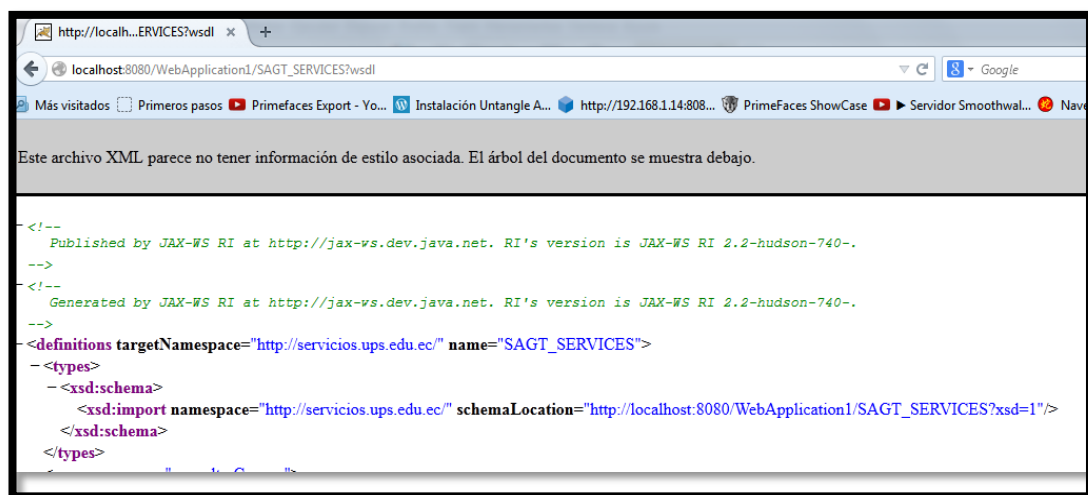 http://localh...ERVICES?wsdl × +
localhost:8080/WebApplication1/SAGT_SERVICES?wsdl 8 Google
Más visitados Primeros pasos Primefaces Export - Yo... Instalación Untangle A... http://192.168.1.14:808... PrimeFaces ShowCase ► Servidor Smoothwal... Nave
Este archivo XML parece no tener información de estilo asociada. El árbol del documento se muestra debajo.
- <!--
Published by JAX-WS RI at http://jax-ws.dev.java.net. RI's version is JAX-WS RI 2.2-hudson-740-.
-->
- <!--
Generated by JAX-WS RI at http://jax-ws.dev.java.net. RI's version is JAX-WS RI 2.2-hudson-740-.
-->
- <definitions targetNamespace="http://servicios.ups.edu.ec/" name="SAGT_SERVICES">
- <types>
- <xsd:schema>
<xsd:import namespace="http://servicios.ups.edu.ec/" schemaLocation="http://localhost:8080/WebApplication1/SAGT_SERVICES?xsd=1"/>
</xsd:schema>
</types>